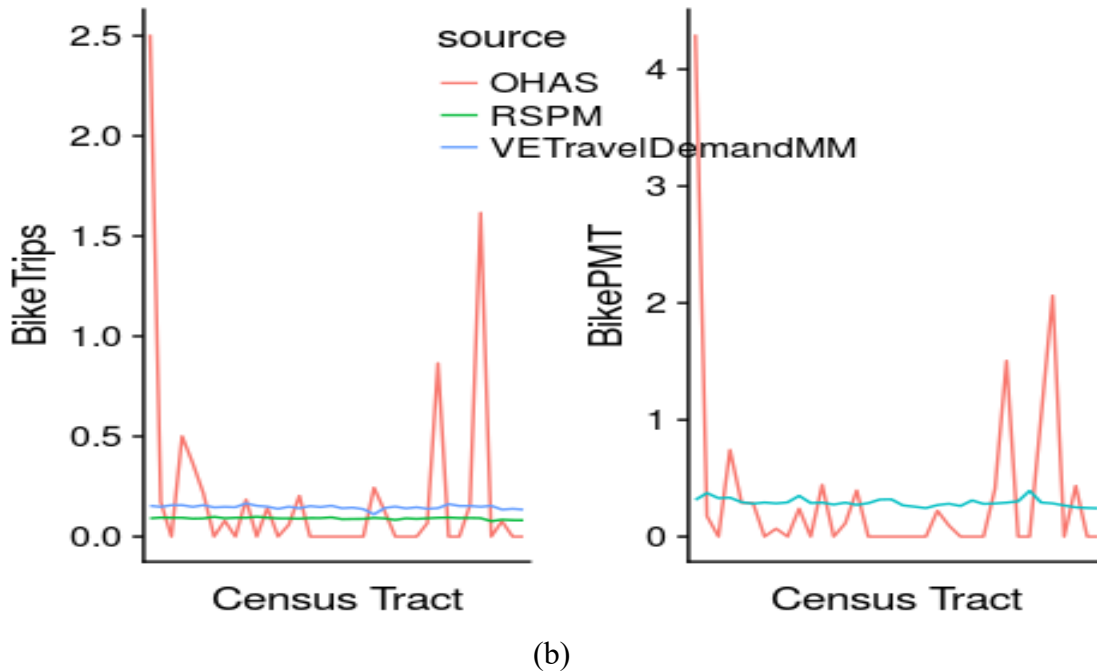 source
OHAS
RSPM
VETravelDemandMM
BikeTrips
2.5
2.0
1.5
1.0
0.5
0.0
Census Tract
BikePMT
4
3
2
1
0
Census Tract
(b)